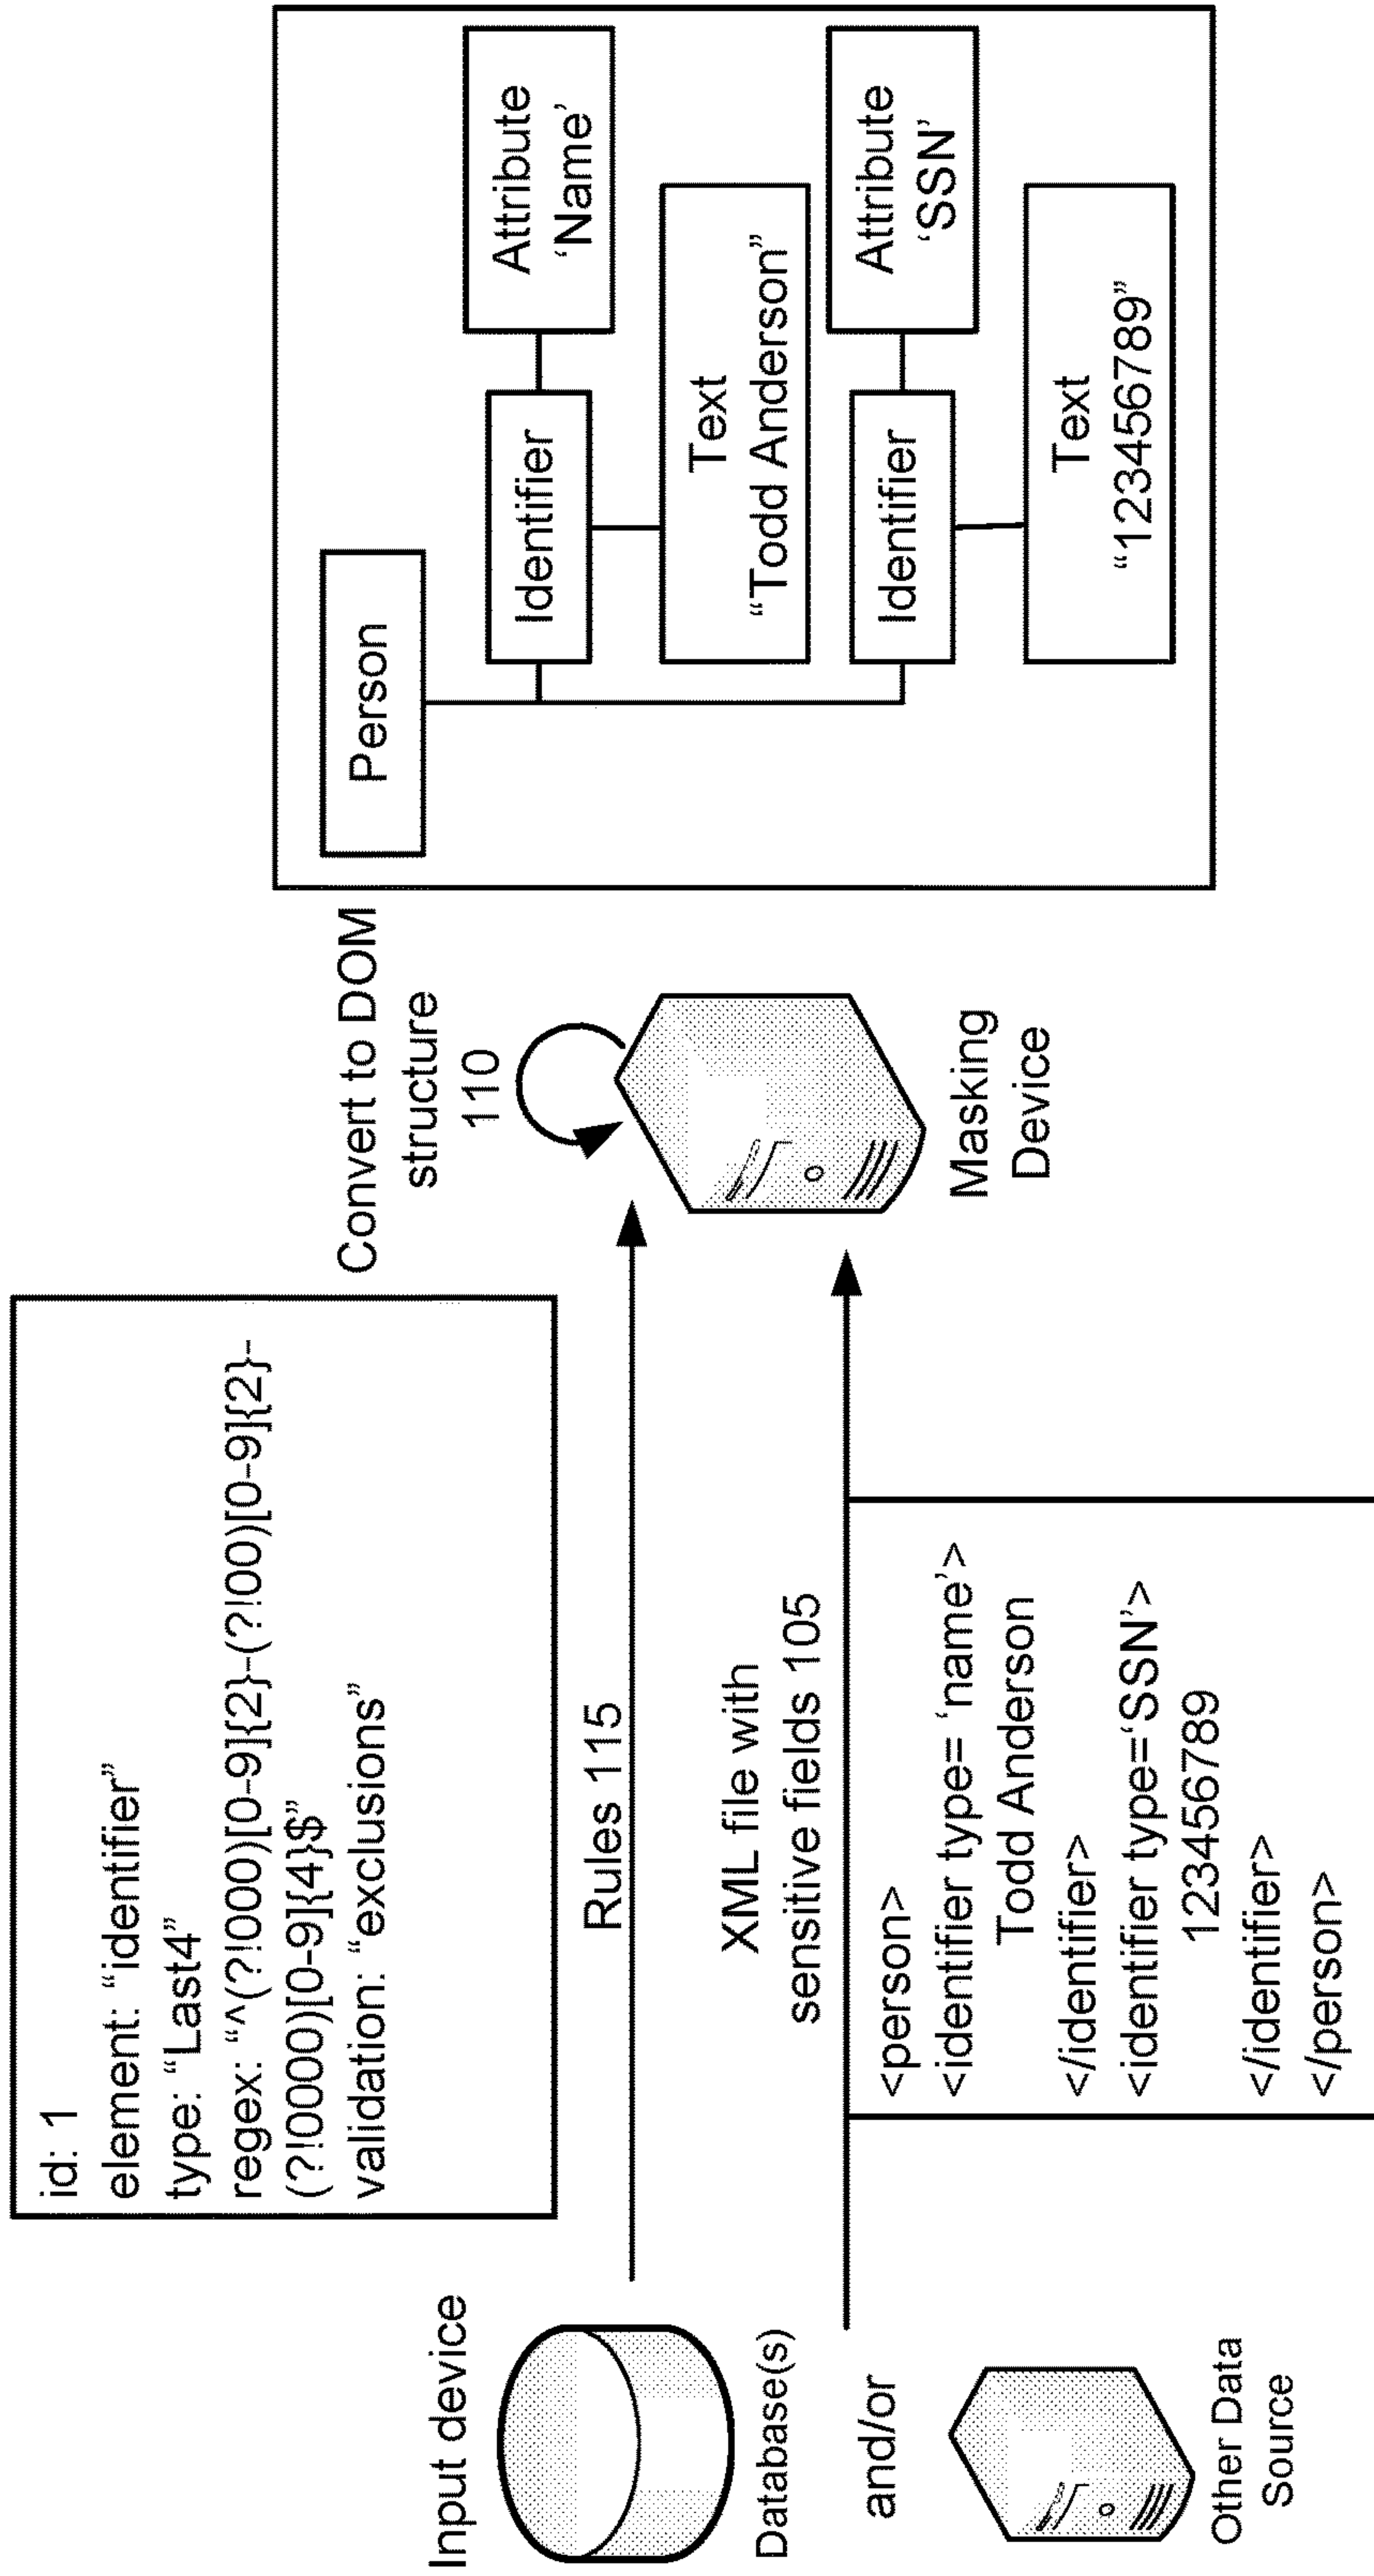 id: 1
element: “identifier”
type: “Last4”
regex: “^(?!000)[0-9]{2}-(?!00)[0-9]{2}-
(?!0000)[0-9]{4}$”
validation: “exclusions”
Input device
Database(s)
and/or
Other Data
Source
Rules 115
XML file with
sensitive fields 105
<person>
<identifier type= ‘name’>
Todd Anderson
</identifier>
<identifier type=‘SSN’>
123456789
</identifier>
</person>
Convert to DOM
structure
110
Masking
Device
Person
Identifier
Attribute
‘Name’
Text
“Todd Anderson”
Identifier
Attribute
‘SSN’
Text
“123456789”